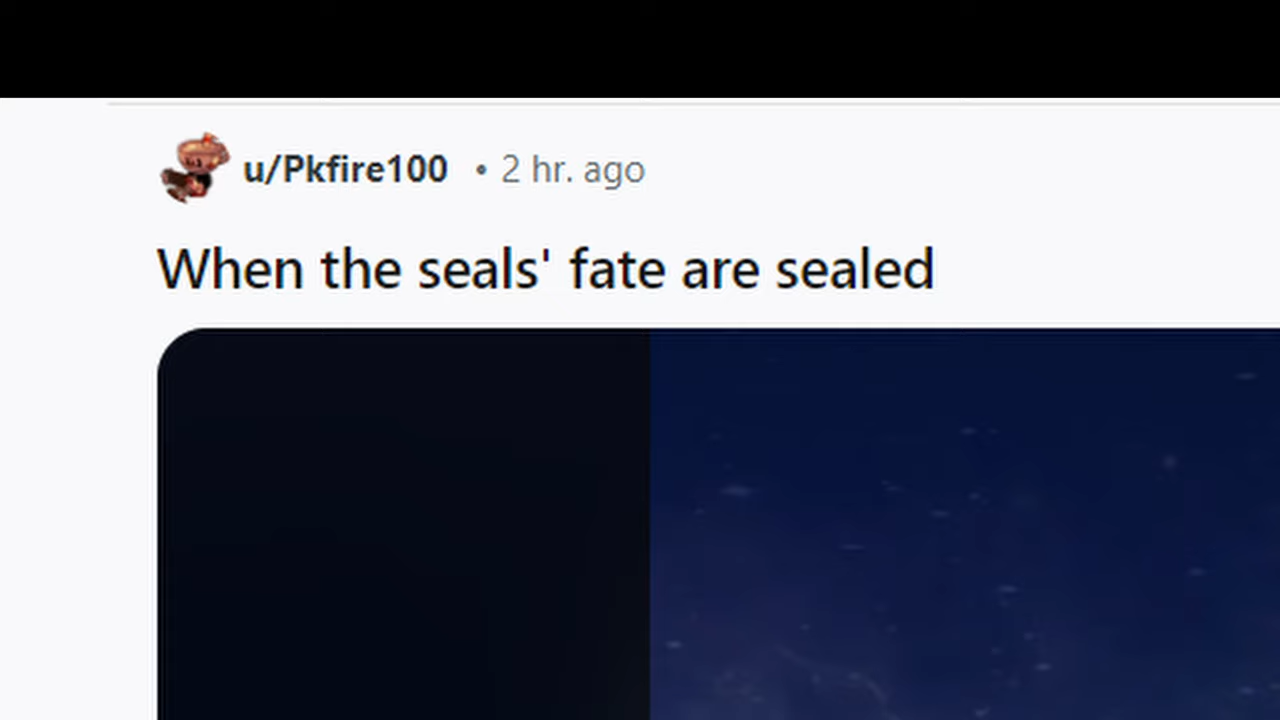 u/Pkfire100 • 2 hr. ago
When the seals' fate are sealed